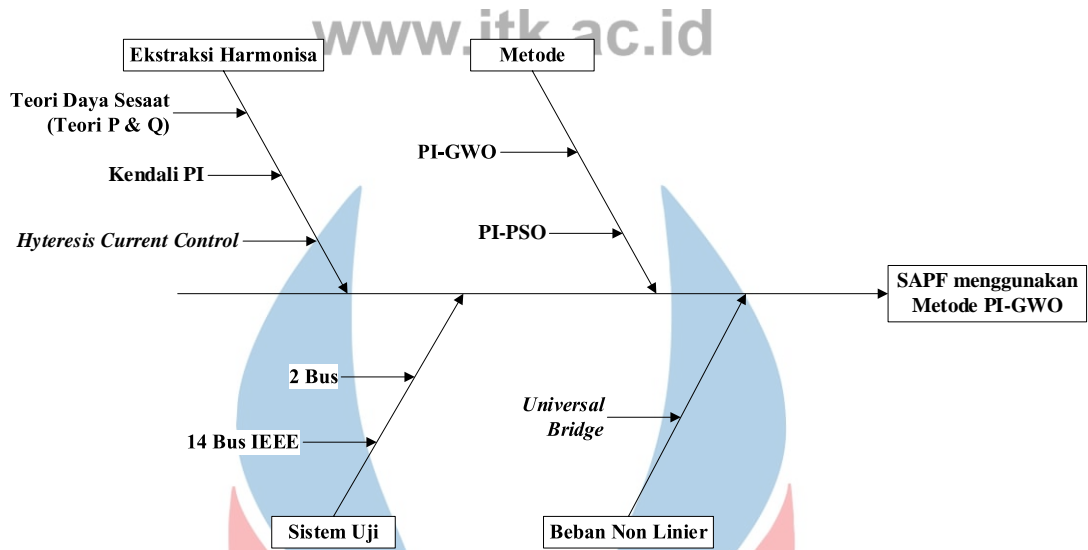 www.itk.ac.id
Ekstraksi Harmonisa
Metode
Teori Daya Sesaat
(Teori P & Q)
PI-GWO
Kendali PI
Hyteresis Current Control
PI-PSO
SAPF menggunakan
Metode PI-GWO
2 Bus
Universal
Bridge
14 Bus IEEE
Sistem Uji
Beban Non Linier